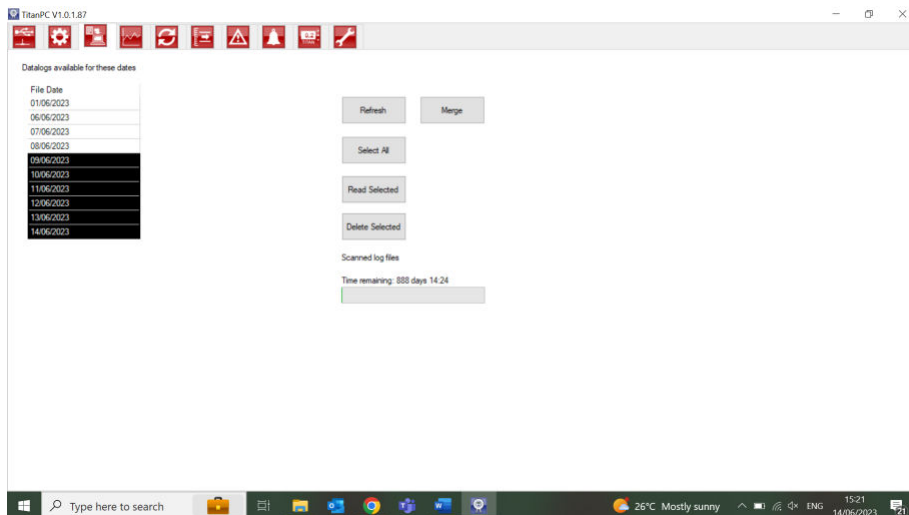 TitanPC V1.0.1.87
Datalogs available for these dates
File Date
01/06/2023
06/06/2023
07/06/2023
08/06/2023
09/06/2023
10/06/2023
11/06/2023
12/06/2023
13/06/2023
14/06/2023
Refresh
Merge
Select All
Read Selected
Delete Selected
Scanned log files
Time remaining: 888 days 14:24
Type here to search
26°C Mostly sunny
ENG
15:21
14/06/2023
21